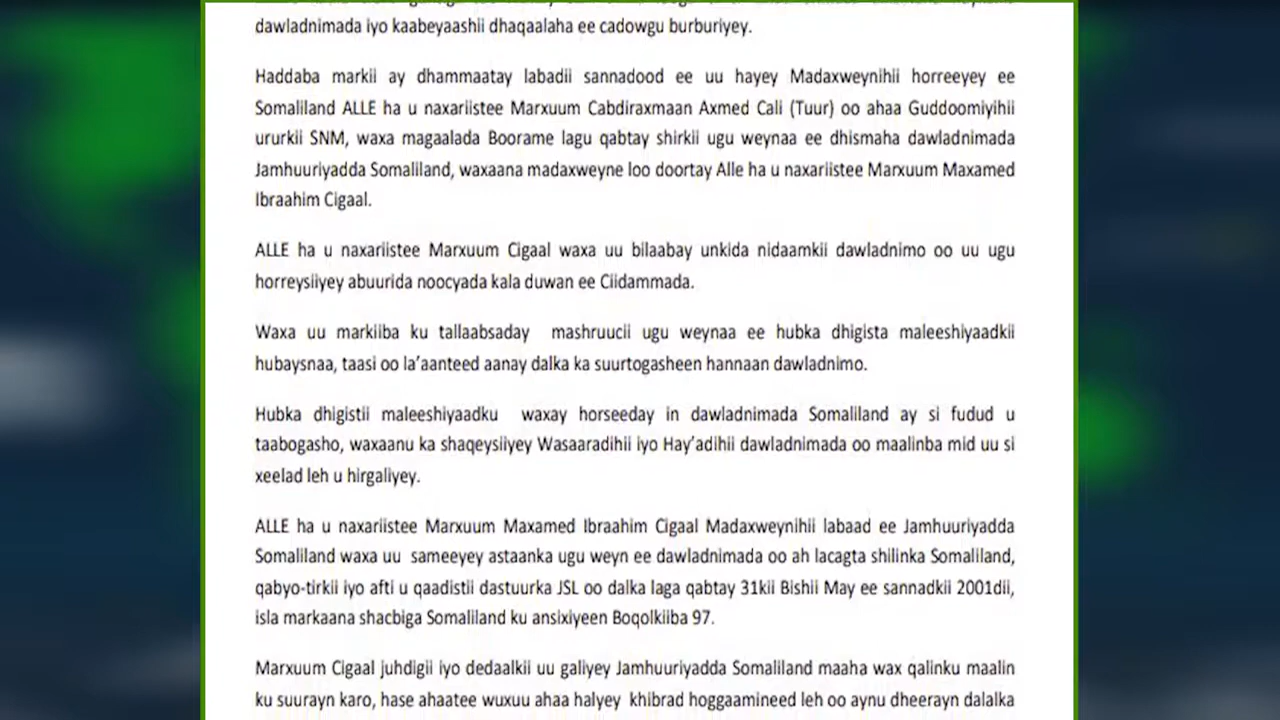 dawladnimada iyo kaabeyaashii dhaqaalaha ee cadowgu burburiyey.
Haddaba markii ay dhammaatay labadii sannadood ee uu hayey Madaxweynihii horreeyey ee
Somaliland ALLE ha u naxariistee Marxuum Cabdiraxmaan Axmed Cali (Tuur) oo ahaa Guddoomiyihii
ururkii SNM, waxa magaalada Boorame lagu qabtay shirkii ugu weynaa ee dhismaha dawladnimada
Jamhuuriyadda Somaliland, waxaana madaxweyne loo doortay Alle ha u naxariistee Marxuum Maxamed
Ibraahim Cigaal.
ALLE ha u naxariistee Marxuum Cigaal waxa uu bilaabay unkida nidaamkii dawladnimo oo uu ugu
horreysiiyey abuurida noocyada kala duwan ee Ciidammada.
Waxa uu markiiba ku tallaabsaday mashruucii ugu weynaa ee hubka dhigista maleeshiyaadkii
hubaysnaa, taasi oo la’aanteed aanay dalka ka suurtogasheen hannaan dawladnimo.
Hubka dhigistii maleeshiyaadku waxay horseeday in dawladnimada Somaliland ay si fudud u
taabogasho, waxaanu ka shaqeysiiyey Wasaaradihii iyo Hay’adihii dawladnimada oo maalinba mid uu si
xeelad leh u hirgaliyey.
ALLE ha u naxariistee Marxuum Maxamed Ibraahim Cigaal Madaxweynihii labaad ee Jamhuuriyadda
Somaliland waxa uu sameeyey astaanka ugu weyn ee dawladnimada oo ah lacagta shilinka Somaliland,
qabyo-tirkii iyo afti u qaadistii dastuurka JSL oo dalka laga qabtay 31kii Bishii May ee sannadkii 2001dii,
isla markaana shacbiga Somaliland ku ansixiyeen Boqolkiiba 97.
Marxuum Cigaal juhdigii iyo dedaalkii uu galiyey Jamhuuriyadda Somaliland maaha wax qalinku maalin
ku suurayn karo, hase ahaatee wuxuu ahaa halyey khibrad hoggaamineed leh oo aynu dheerayn dalalka